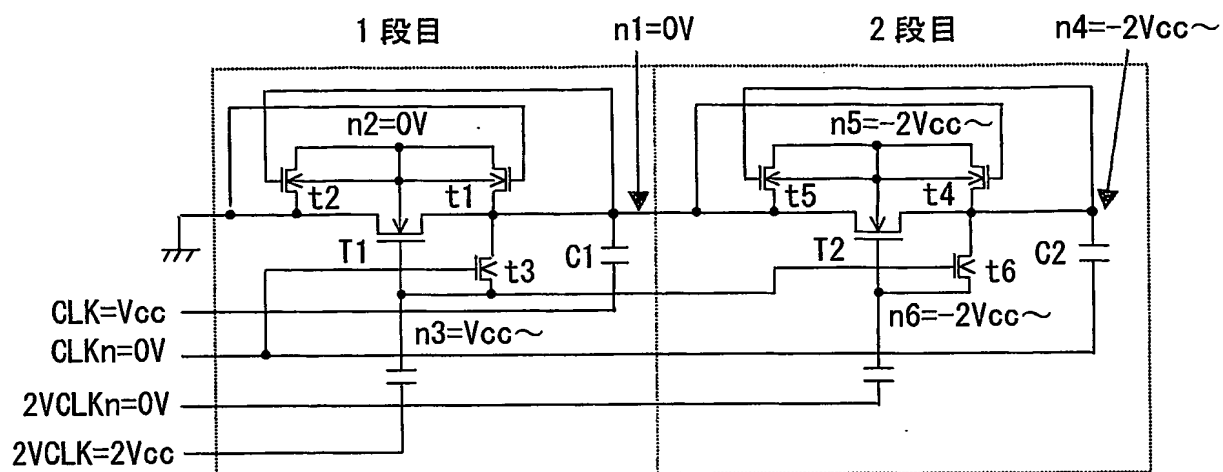 1段目
n1=0V
2段目
n4=-2Vcc～
n2=0V
n5=-2Vcc～
t2
t1
t5
t4
T1
t3
C1
T2
t6
C2
CLK=Vcc
n3=Vcc～
n6=-2Vcc～
CLKn=0V
2VCLKn=0V
2VCLK=2Vcc